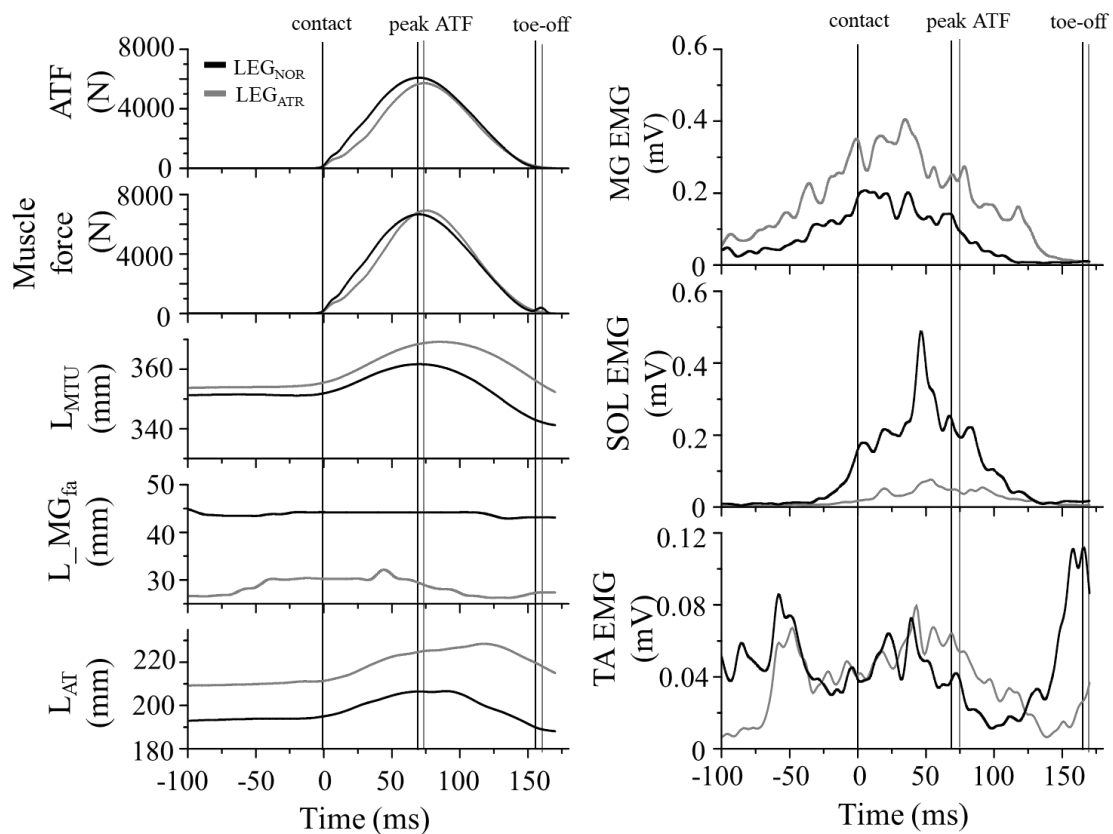 contact peak ATF toe-off
8000
4000
0
ATF
(N)
LEG_NOR
LEG_ATR
8000
4000
0
Muscle
force
(N)
360
340
L_MTU
(mm)
50
45
30
L_MG_fa
(mm)
220
200
180
L_AT
(mm)
-100 -50 0 50 100 150
Time (ms)
contact peak ATF toe-off
0.6
0.4
0.2
0
MG EMG
(mV)
0.6
0.4
0.2
0
SOL EMG
(mV)
0.12
0.08
0.04
0
TA EMG
(mV)
-100 -50 0 50 100 150
Time (ms)